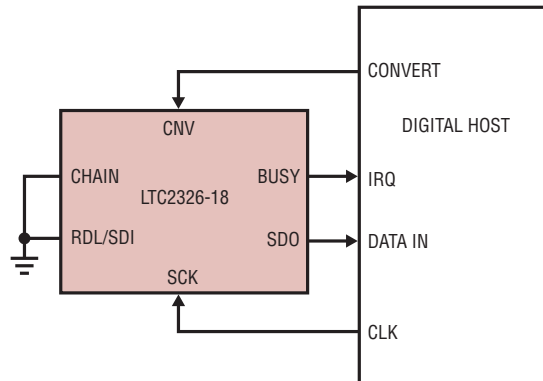 CONVERT
CNV
DIGITAL HOST
CHAIN
BUSY
IRQ
LTC2326-18
RDL/SDI
SDO
DATA IN
SCK
CLK